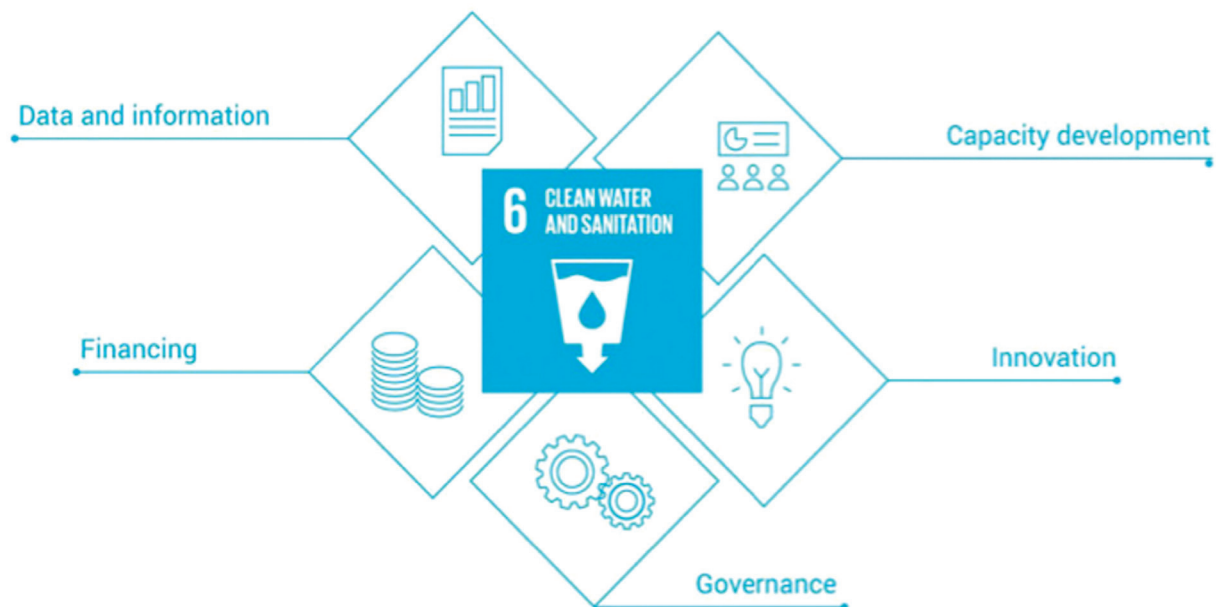 Data and information
Capacity development
6 CLEAN WATER
AND SANITATION
Financing
Innovation
Governance